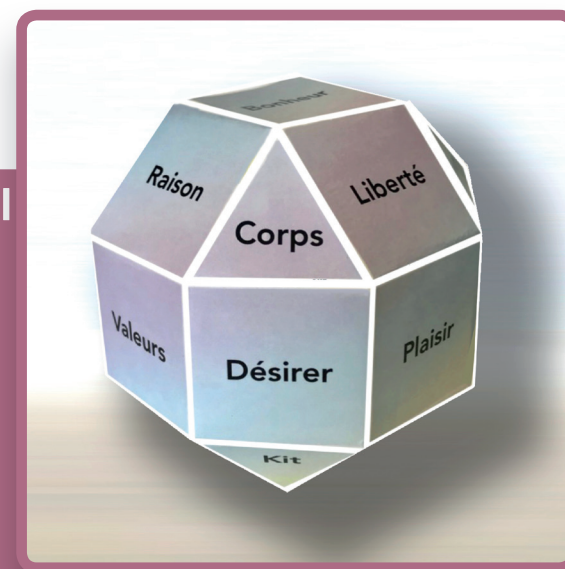 Bonheur
Raison
Liberté
Corps
Valeurs
Désirer
Plaisir
Kit